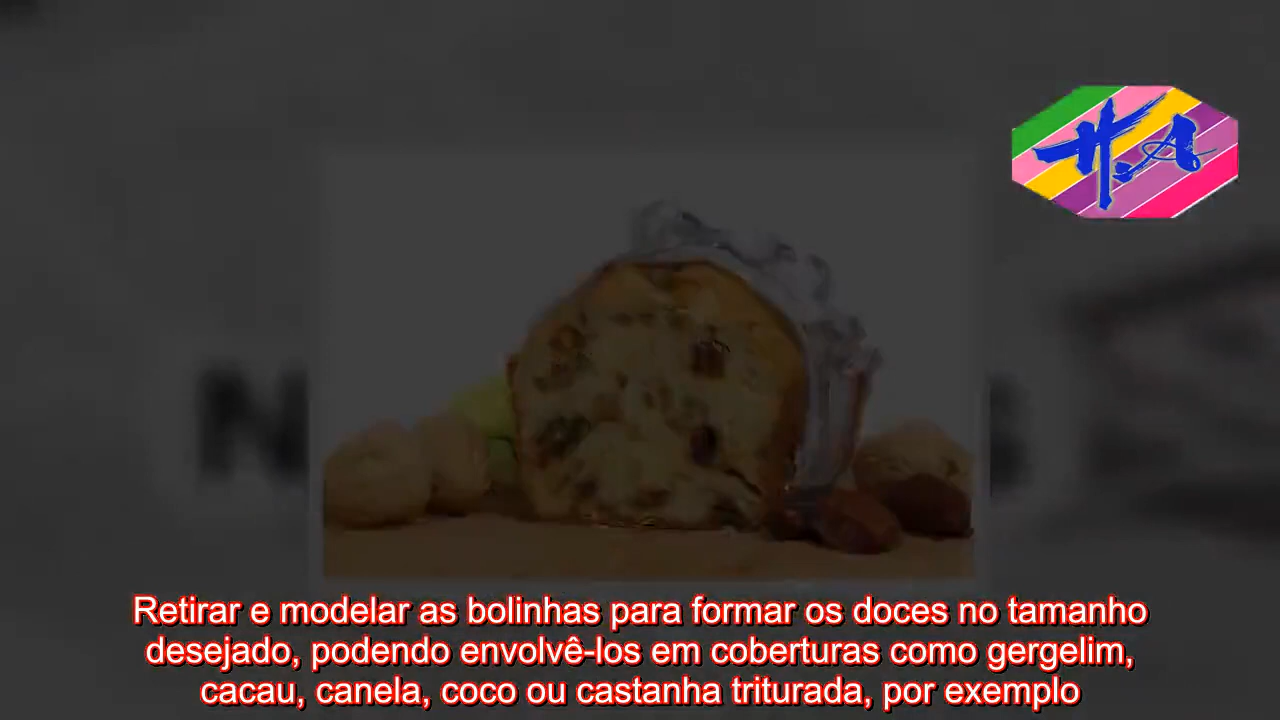 H.A
Retirar e modelar as bolinhas para formar os doces no tamanho
desejado, podendo envolvê-los em coberturas como gergelim,
cacau, canela, coco ou castanha triturada, por exemplo